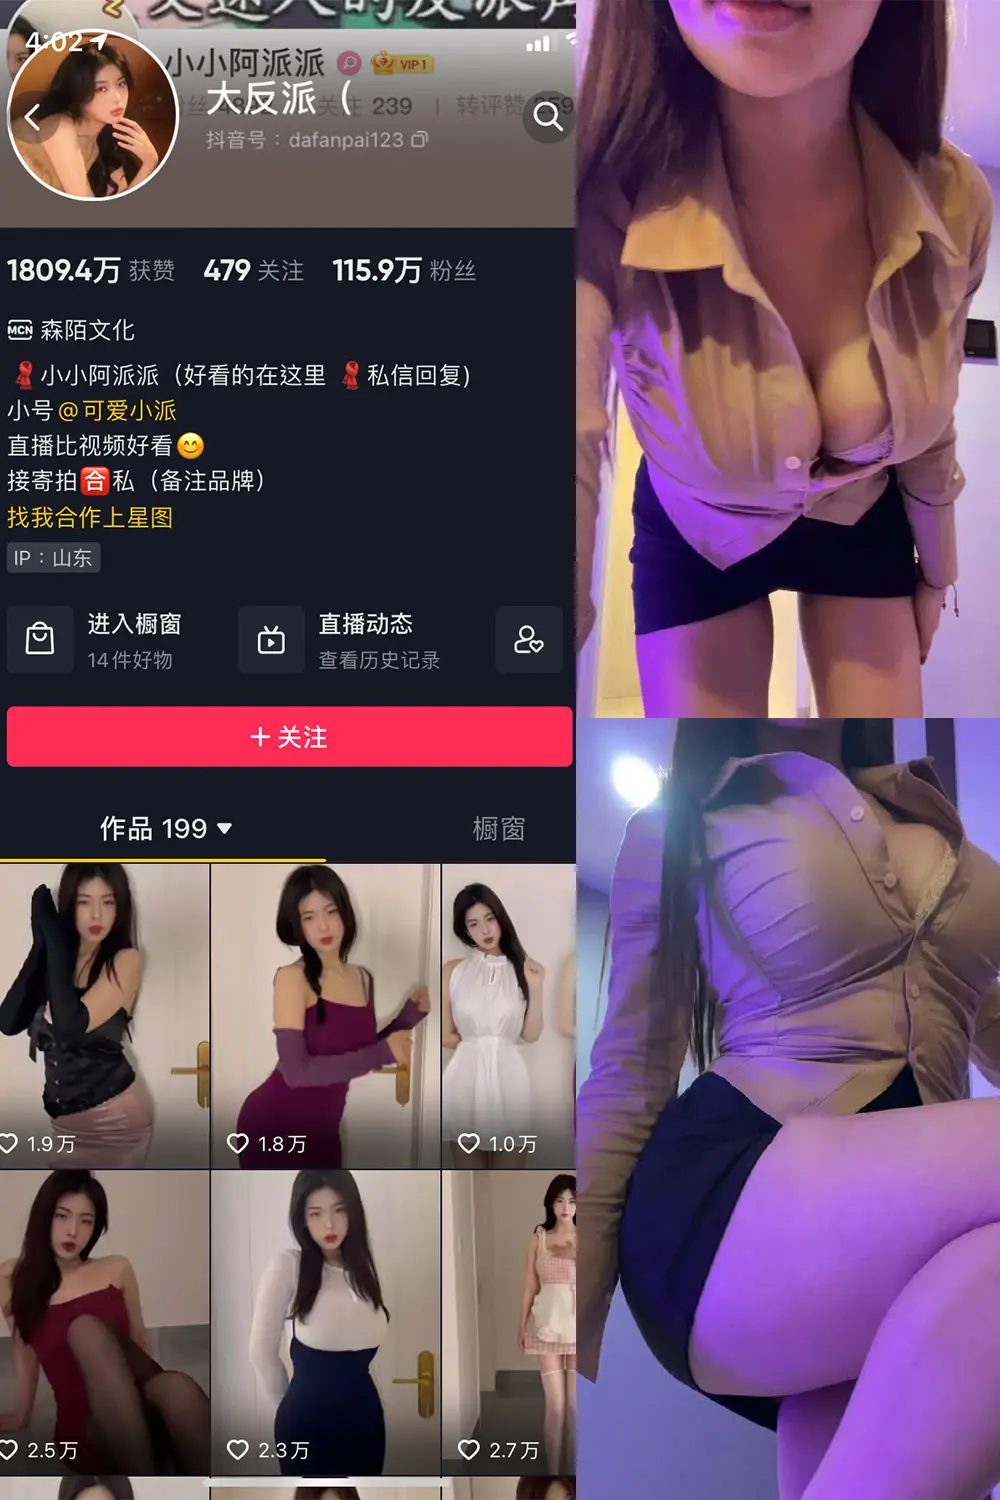 4:02
小小阿派派 VIP1
大反派（
关注 239 | 转评赞
抖音号：dafanpai123
1809.4万 获赞 479 关注 115.9万 粉丝
MCN 森陌文化
小小阿派派（好看的在这里 私信回复)
小号@可爱小派
直播比视频好看😊
接寄拍🈴私（备注品牌）
找我合作上星图
IP：山东
进入橱窗 直播动态
14件好物 查看历史记录
+ 关注
作品 199 橱窗
1.9万 1.8万 1.0万
2.5万 2.3万 2.7万